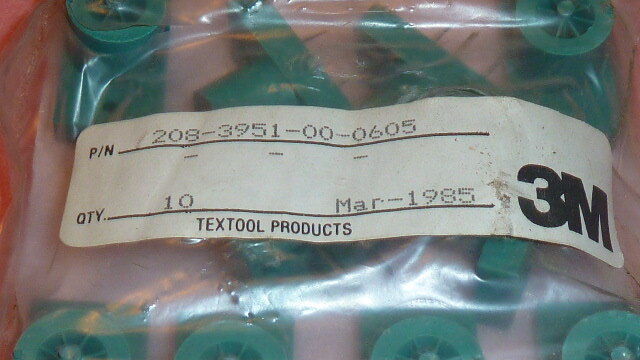 P/N 208-3951-00-0605
QTY. 10 Mar-1985
TEXTOOL PRODUCTS
3M